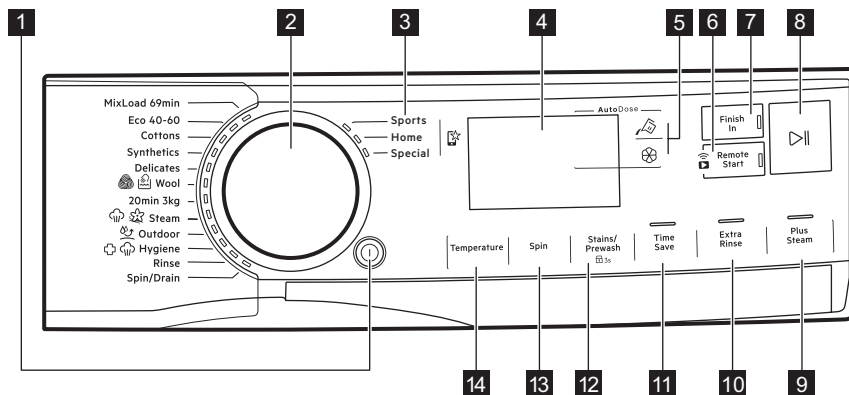 1
2
3
4
5
6
7
8
MixLoad 69min
Eco 40-60
Cottons
Synthetics
Delicates
Wool
20min 3kg
Steam
Outdoor
Hygiene
Rinse
Spin/Drain
Sports
Home
Special
AutoDose
Finish
In
Remote
Start
Temperature
Spin
Stains/
Prewash
3s
Time
Save
Extra
Rinse
Plus
Steam
14
13
12
11
10
9